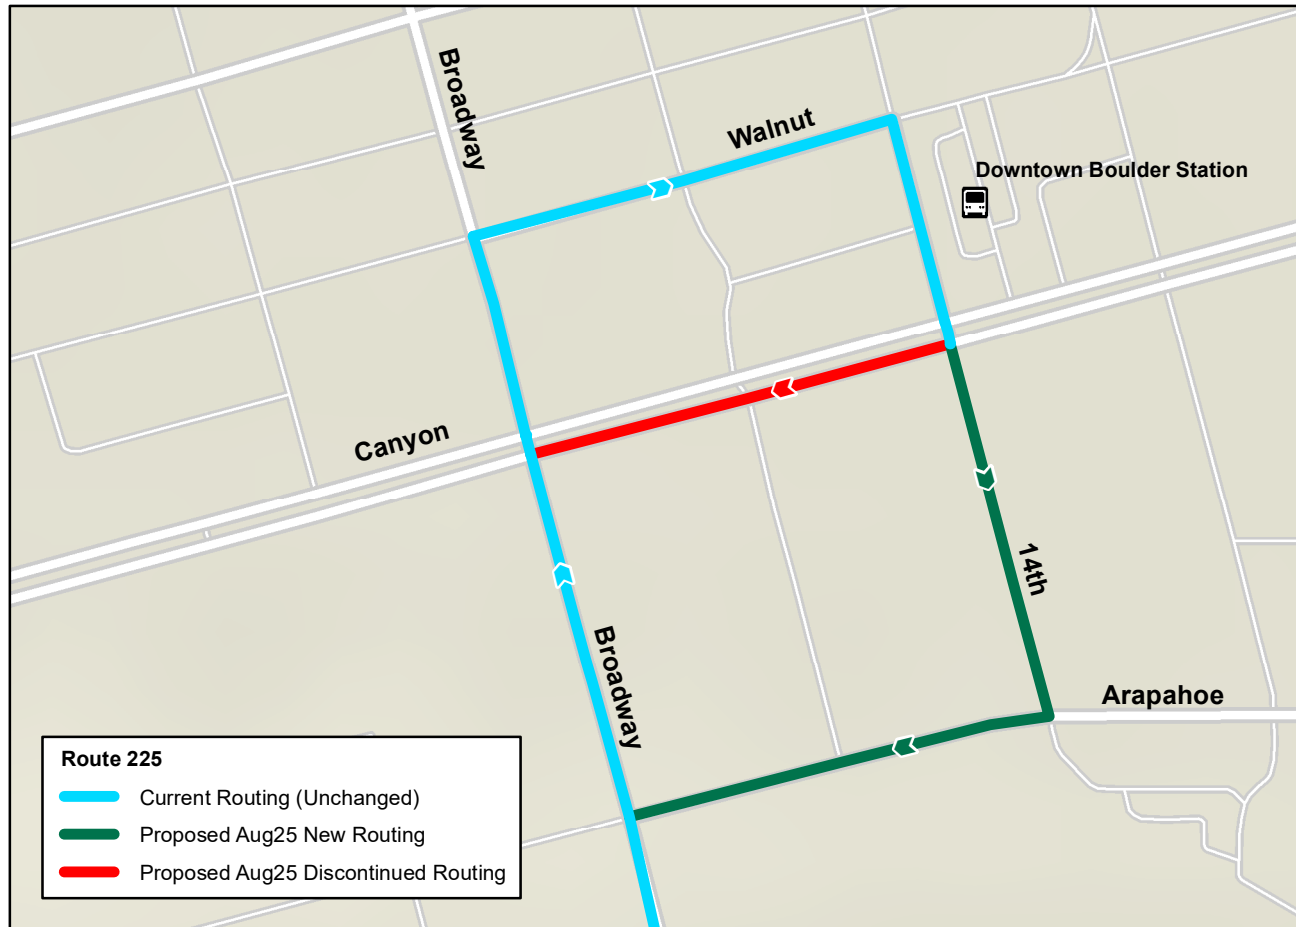 Broadway
Walnut
Downtown Boulder Station
Canyon
14th
Broadway
Arapahoe
Route 225
Current Routing (Unchanged)
Proposed Aug25 New Routing
Proposed Aug25 Discontinued Routing